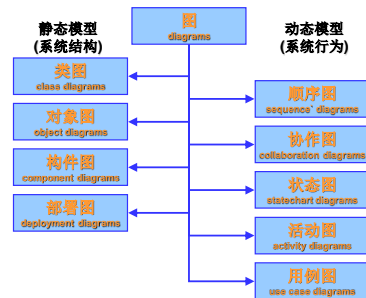 静态模型
(系统结构)
图
diagrams
动态模型
(系统行为)
类图
class diagrams
对象图
object diagrams
构件图
component diagrams
部署图
deployment diagrams
顺序图
sequence` diagrams
协作图
collaboration diagrams
状态图
statechart diagrams
活动图
activity diagrams
用例图
use case diagrams